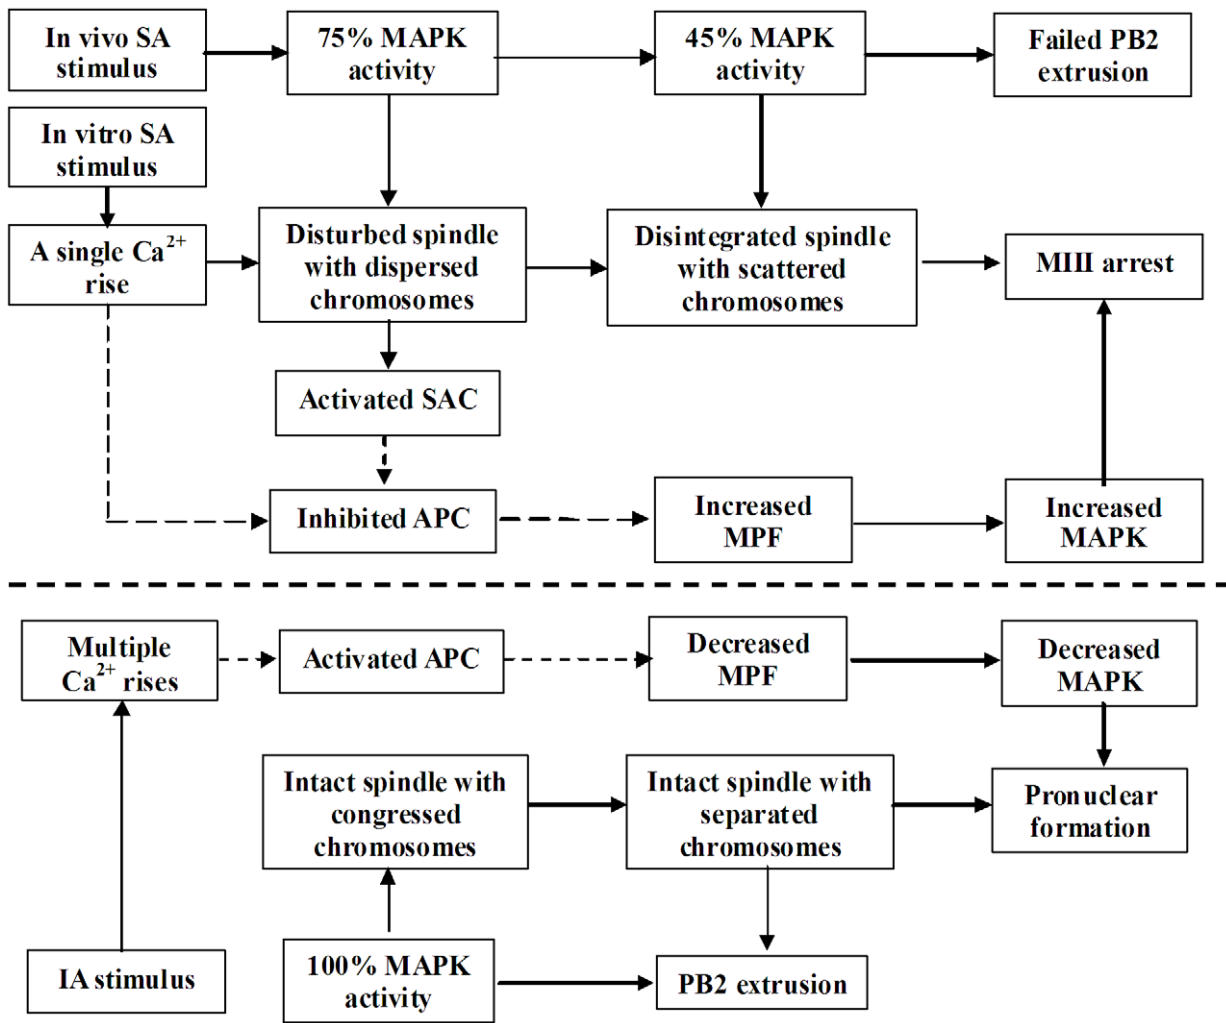 In vivo SA
stimulus
75% MAPK
activity
45% MAPK
activity
Failed PB2
extrusion
In vitro SA
stimulus
A single Ca²⁺
rise
Disturbed spindle
with dispersed
chromosomes
Disintegrated spindle
with scattered
chromosomes
MIII arrest
Activated SAC
Inhibited APC
Increased
MPF
Increased
MAPK
Multiple
Ca²⁺ rises
Activated APC
Decreased
MPF
Decreased
MAPK
Intact spindle with
congressed
chromosomes
Intact spindle with
separated
chromosomes
Pronuclear
formation
IA stimulus
100% MAPK
activity
PB2 extrusion